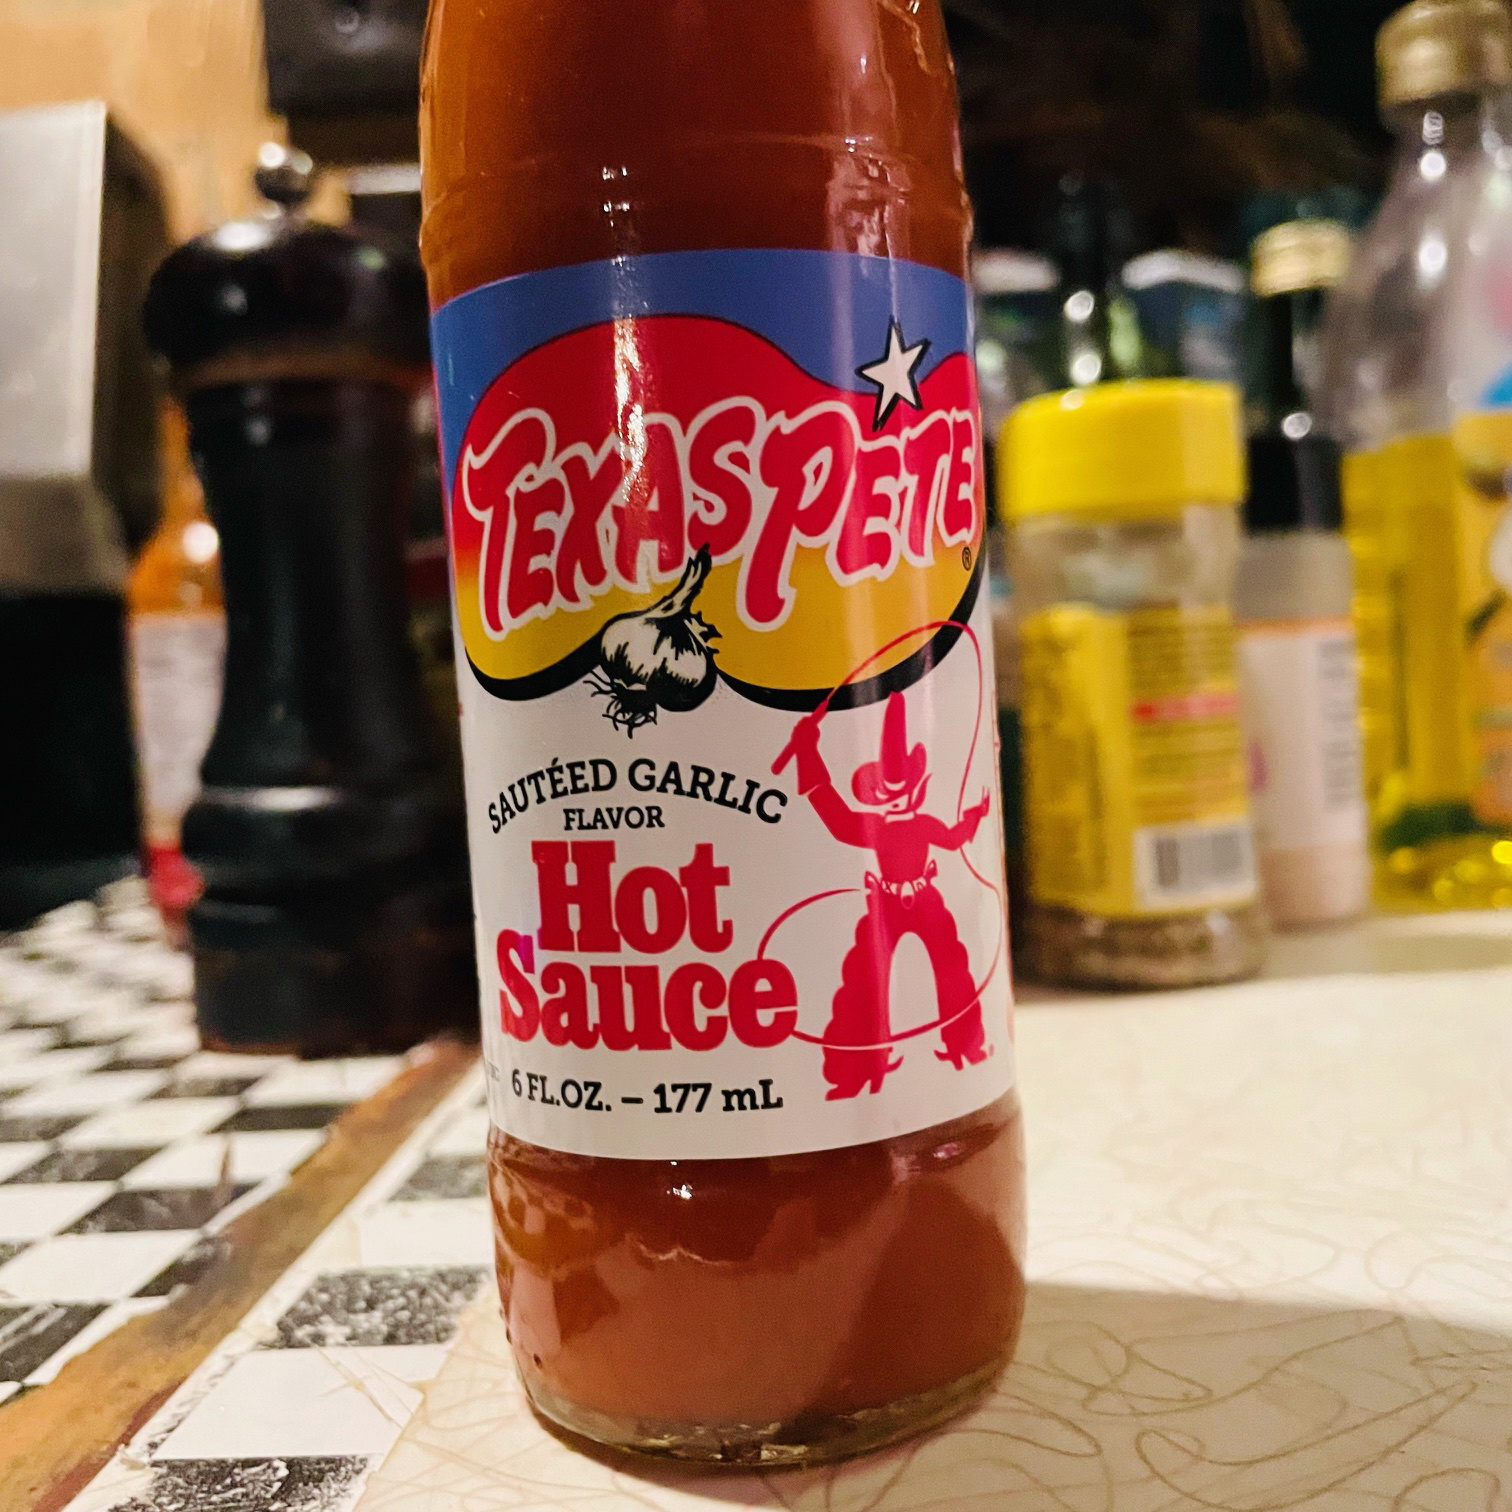 TEXAS PETE
®
SAUTÉED GARLIC
FLAVOR
Hot
Sauce
6 FL.OZ. – 177 mL